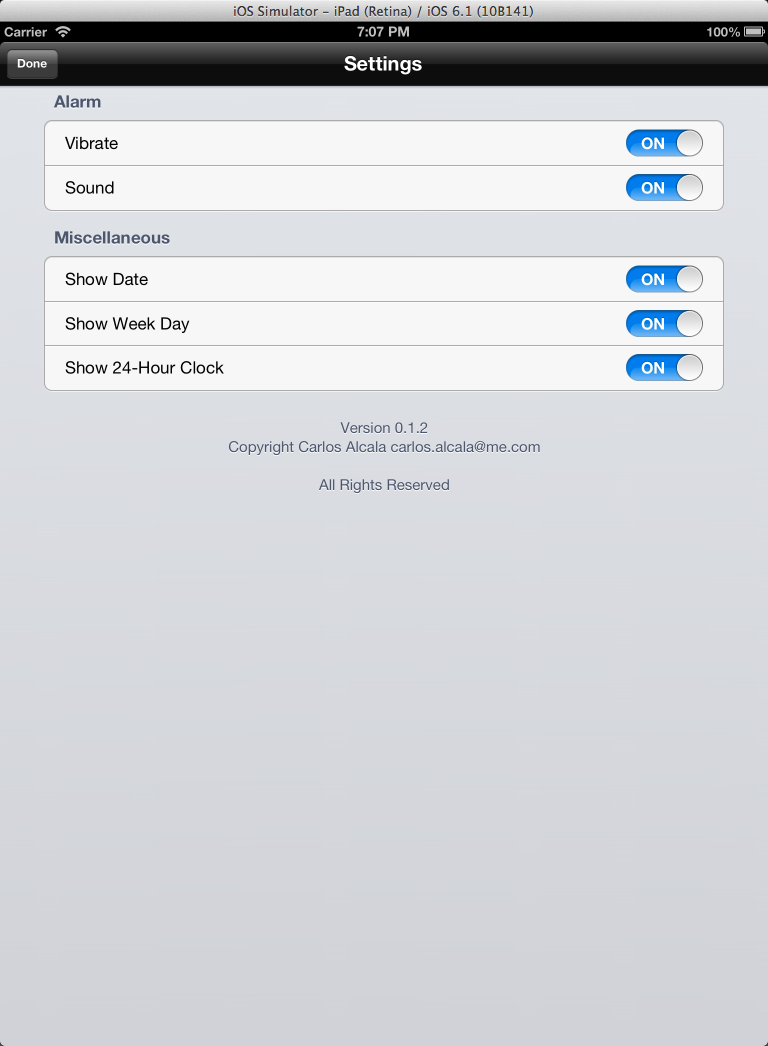 iOS Simulator – iPad (Retina) / iOS 6.1 (10B141)
Carrier 7:07 PM 100%
Done Settings
Alarm
Vibrate ON
Sound ON
Miscellaneous
Show Date ON
Show Week Day ON
Show 24-Hour Clock ON
Version 0.1.2
Copyright Carlos Alcala carlos.alcala@me.com
All Rights Reserved